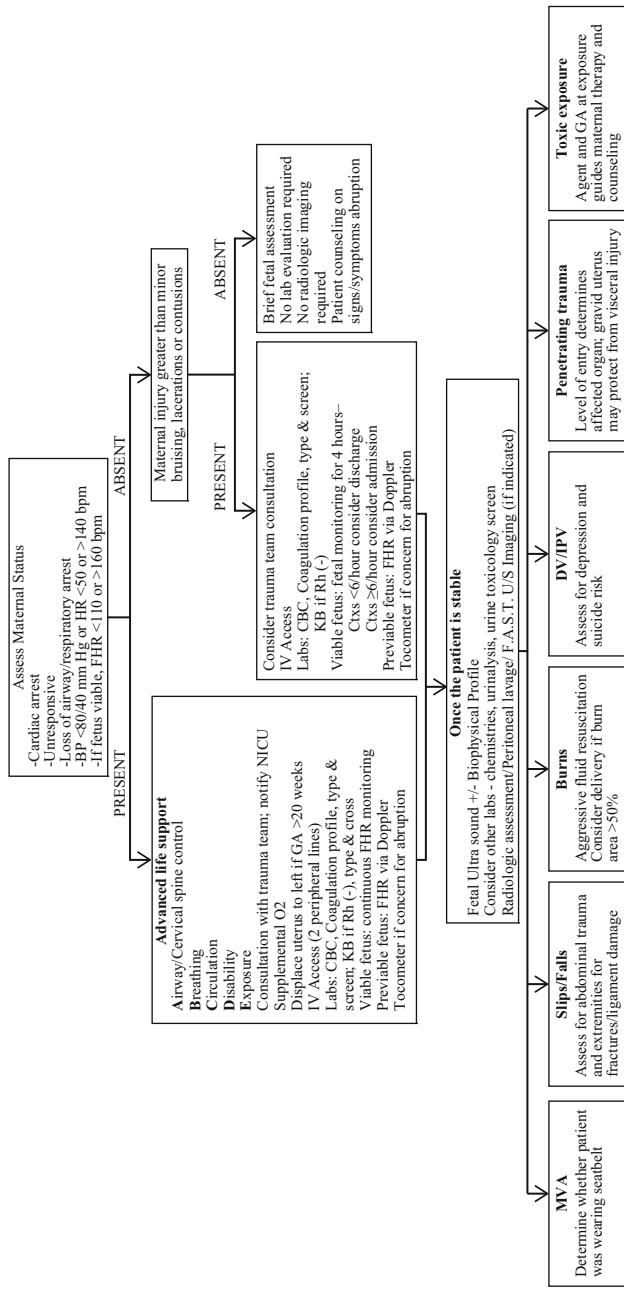 Assess Maternal Status
-Cardiac arrest
-Unresponsive
-Loss of airway/respiratory arrest
-BP <80/40 mm Hg or HR <50 or >140 bpm
-If fetus viable, FHR <110 or >160 bpm
PRESENT
ABSENT
Advanced life support
Airway/Cervical spine control
Breathing
Circulation
Disability
Exposure
Consultation with trauma team; notify NICU
Supplemental O2
Displace uterus to left if GA >20 weeks
IV Access (2 peripheral lines)
Labs: CBC, Coagulation profile, type &
screen; KB if Rh (-), type & cross
Viable fetus: continuous FHR monitoring
Previable fetus: FHR via Doppler
Tocometer if concern for abruption
Maternal injury greater than minor
bruising, lacerations or contusions
PRESENT
ABSENT
Consider trauma team consultation
IV Access
Labs: CBC, Coagulation profile, type & screen;
KB if Rh (-)
Viable fetus: fetal monitoring for 4 hours–
Ctxs <6/hour consider discharge
Ctxs ≥6/hour consider admission
Previable fetus: FHR via Doppler
Tocometer if concern for abruption
Brief fetal assessment
No lab evaluation required
No radiologic imaging
required
Patient counseling on
signs/symptoms abruption
Once the patient is stable
Fetal Ultra sound +/- Biophysical Profile
Consider other labs - chemistries, urinalysis, urine toxicology screen
Radiologic assessment/Peritoneal lavage/ F.A.S.T. U/S Imaging (if indicated)
MVA
Determine whether patient
was wearing seatbelt
Slips/Falls
Assess for abdominal trauma
and extremities for
fractures/ligament damage
Burns
Aggressive fluid resuscitation
Consider delivery if burn
area >50%
DV/IPV
Assess for depression and
suicide risk
Penetrating trauma
Level of entry determines
affected organ; gravid uterus
may protect from visceral injury
Toxic exposure
Agent and GA at exposure
guides maternal therapy and
counseling